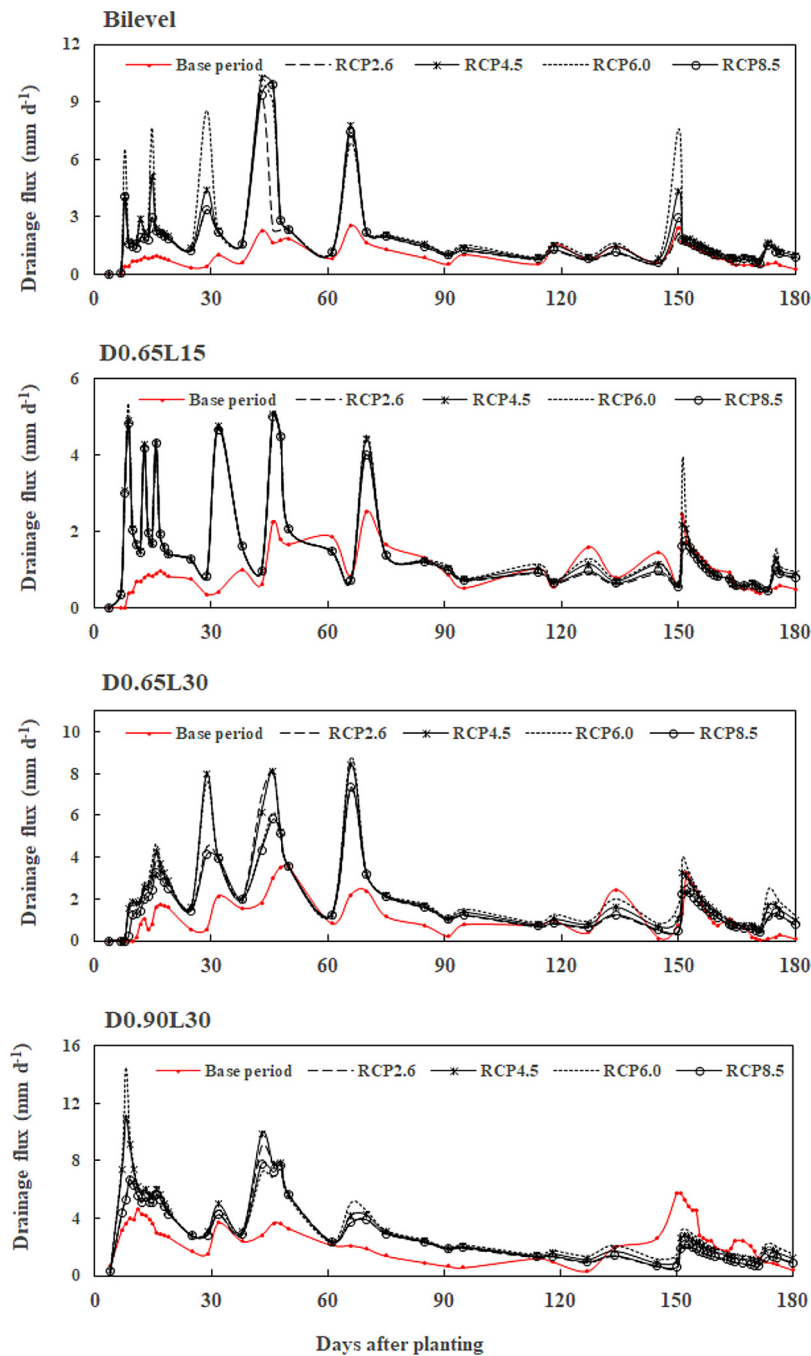 Bilevel
12
Base period RCP2.6 RCP4.5 RCP6.0 RCP8.5
9
6
3
0
Drainage flux (mm d-1)
0 30 60 90 120 150 180
D0.65L15
6
Base period RCP2.6 RCP4.5 RCP6.0 RCP8.5
4
2
0
Drainage flux (mm d-1)
0 30 60 90 120 150 180
D0.65L30
10
Base period RCP2.6 RCP4.5 RCP6.0 RCP8.5
8
6
4
2
0
Drainage flux (mm d-1)
0 30 60 90 120 150 180
D0.90L30
16
Base period RCP2.6 RCP4.5 RCP6.0 RCP8.5
12
8
4
0
Drainage flux (mm d-1)
0 30 60 90 120 150 180
Days after planting